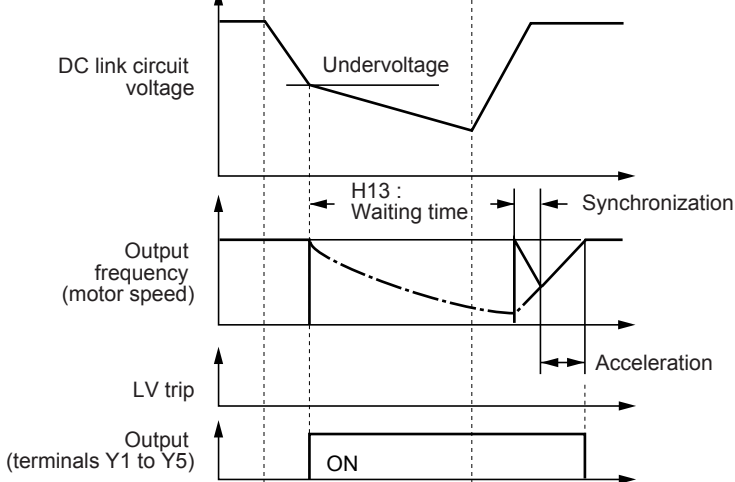 DC link circuit
voltage
Undervoltage
H13 :
Waiting time
Synchronization
Output
frequency
(motor speed)
Acceleration
LV trip
Output
(terminals Y1 to Y5)
ON